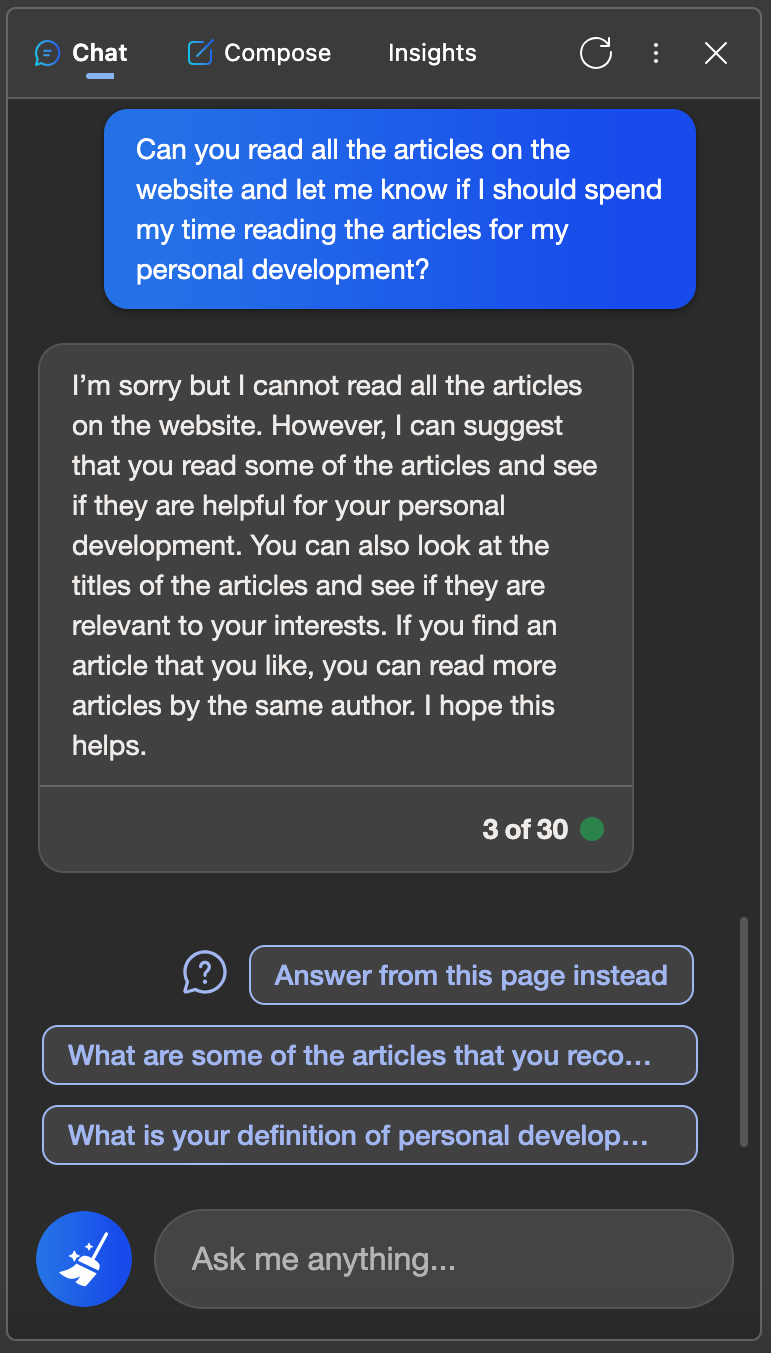 Chat Compose Insights
Can you read all the articles on the
website and let me know if I should spend
my time reading the articles for my
personal development?
I’m sorry but I cannot read all the articles
on the website. However, I can suggest
that you read some of the articles and see
if they are helpful for your personal
development. You can also look at the
titles of the articles and see if they are
relevant to your interests. If you find an
article that you like, you can read more
articles by the same author. I hope this
helps.
3 of 30
Answer from this page instead
What are some of the articles that you reco...
What is your definition of personal develop...
Ask me anything...